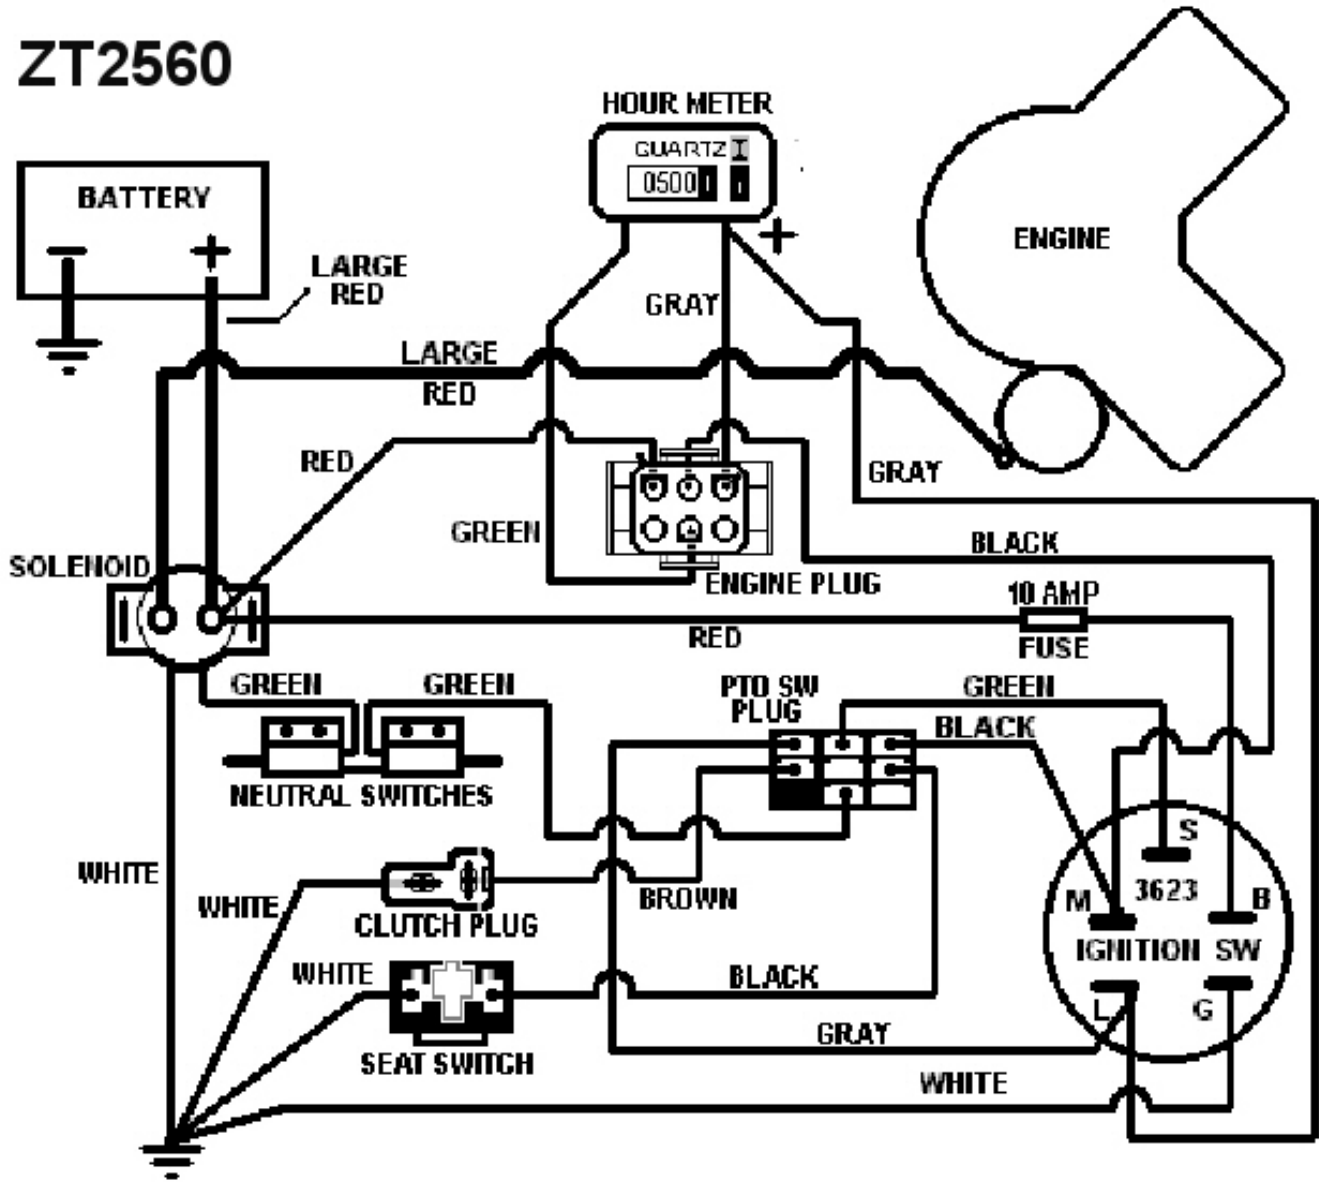 ZT2560
HOUR METER
QUARTZ I
0500
BATTERY
ENGINE
LARGE
RED
GRAY
LARGE
RED
RED
GRAY
GREEN
BLACK
SOLENOID
ENGINE PLUG
10 AMP
FUSE
RED
GREEN
GREEN
PTO SW
PLUG
GREEN
BLACK
NEUTRAL SWITCHES
S
3623
M
B
WHITE
WHITE
BROWN
CLUTCH PLUG
IGNITION SW
WHITE
BLACK
L
G
GRAY
SEAT SWITCH
WHITE